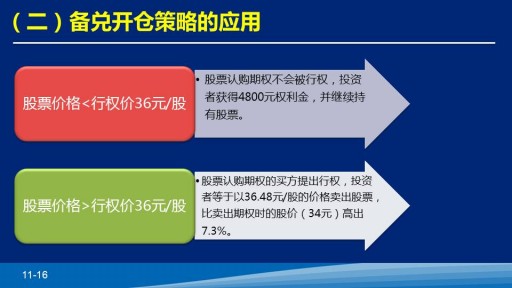 （二）备兑开仓策略的应用
股票价格<行权价36元/股
• 股票认购期权不会被行权，投资
者获得4800元权利金，并继续持
有股票。
股票价格>行权价36元/股
• 股票认购期权的买方提出行权，投资
者等于以36.48元/股的价格卖出股票，
比卖出期权时的股价（34元）高出
7.3%。
11-16